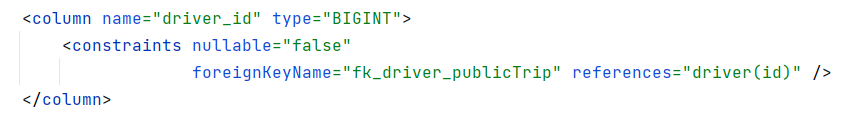 <column name="driver_id" type="BIGINT">
    <constraints nullable="false"
                 foreignKeyName="fk_driver_publicTrip" references="driver(id)" />
</column>